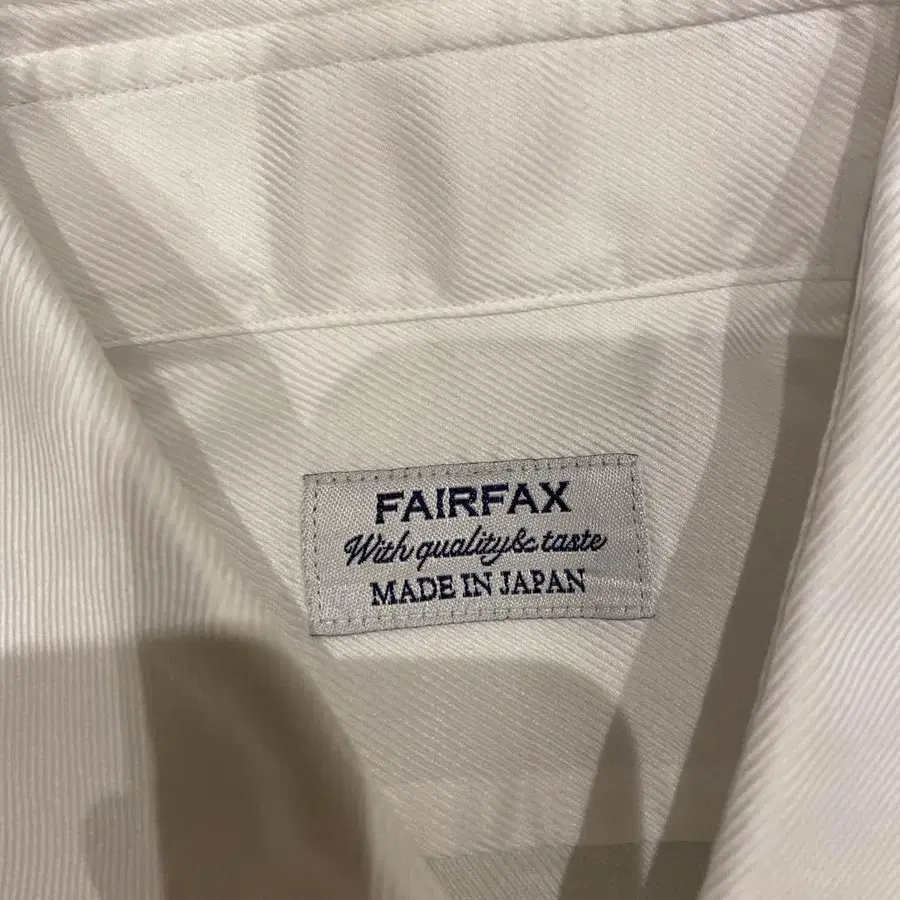 FAIRFAX
With quality & taste
MADE IN JAPAN